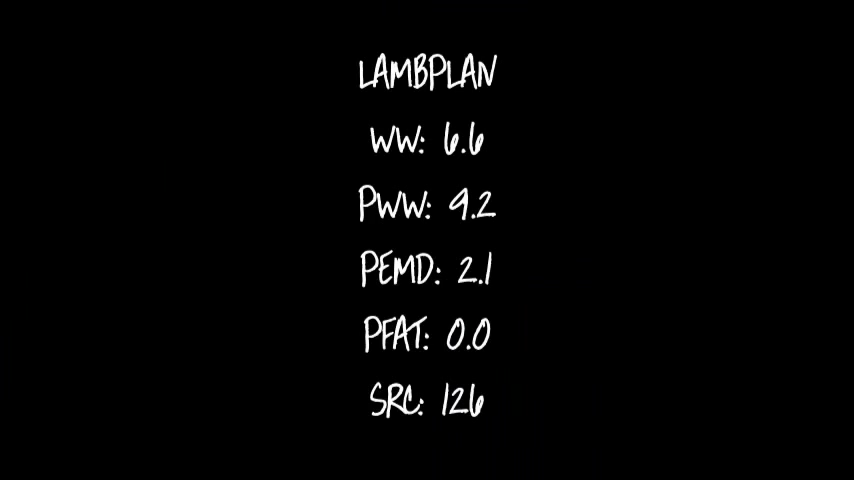 LAMBPLAN
WW: 6.6
PWW: 9.2
PEMD: 2.1
PFAT: 0.0
SRC: 126